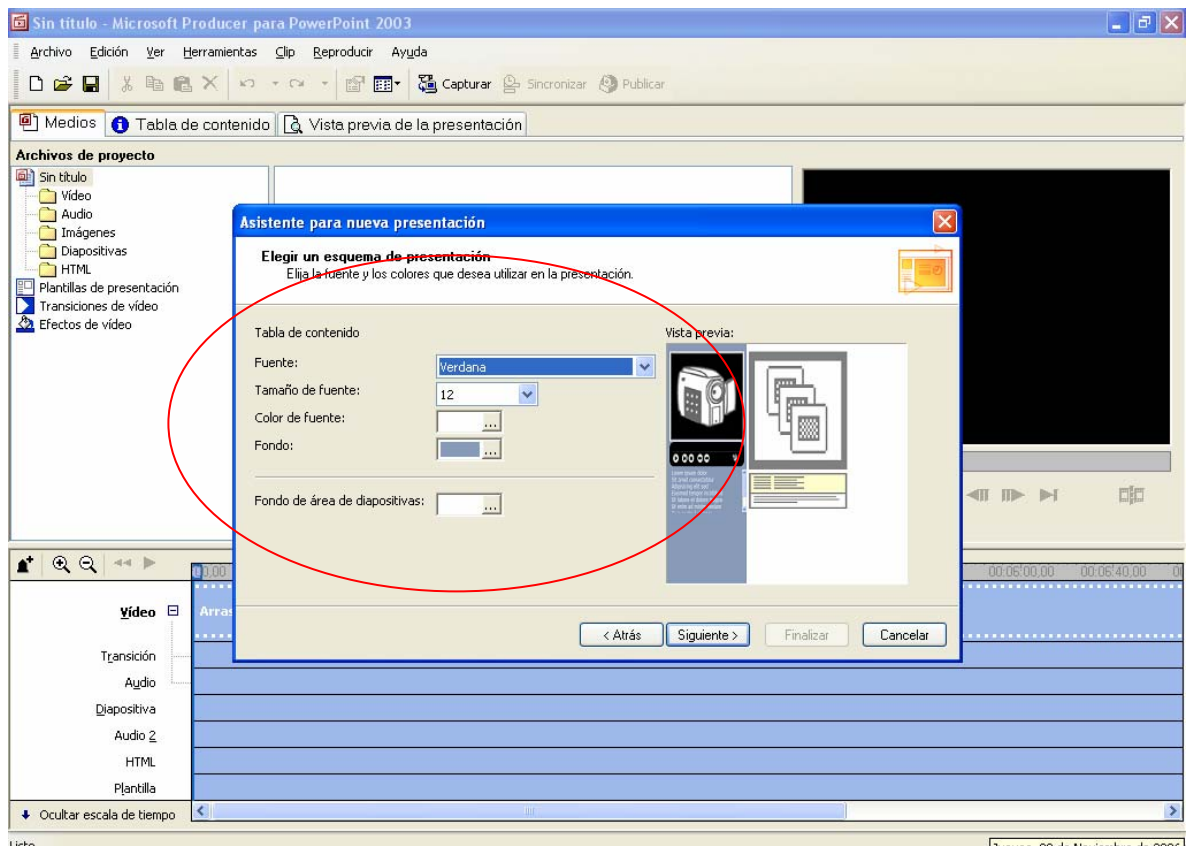 Sin título - Microsoft Producer para PowerPoint 2003
Archivo Edición Ver Herramientas Clip Reproducir Ayuda
Capturar Sincronizar Publicar
Medios Tabla de contenido Vista previa de la presentación
Archivos de proyecto
Sin título
Vídeo
Audio
Imágenes
Diapositivas
HTML
Plantillas de presentación
Transiciones de vídeo
Efectos de vídeo
Asistente para nueva presentación
Elegir un esquema de presentación
Elija la fuente y los colores que desea utilizar en la presentación.
Tabla de contenido
Vista previa:
Fuente: Verdana
Tamaño de fuente: 12
Color de fuente: ...
Fondo: ...
Fondo de área de diapositivas: ...
< Atrás Siguiente > Finalizar Cancelar
00:06:00,00 00:06:40,00
Vídeo Arras
Transición
Audio
Diapositiva
Audio 2
HTML
Plantilla
Ocultar escala de tiempo